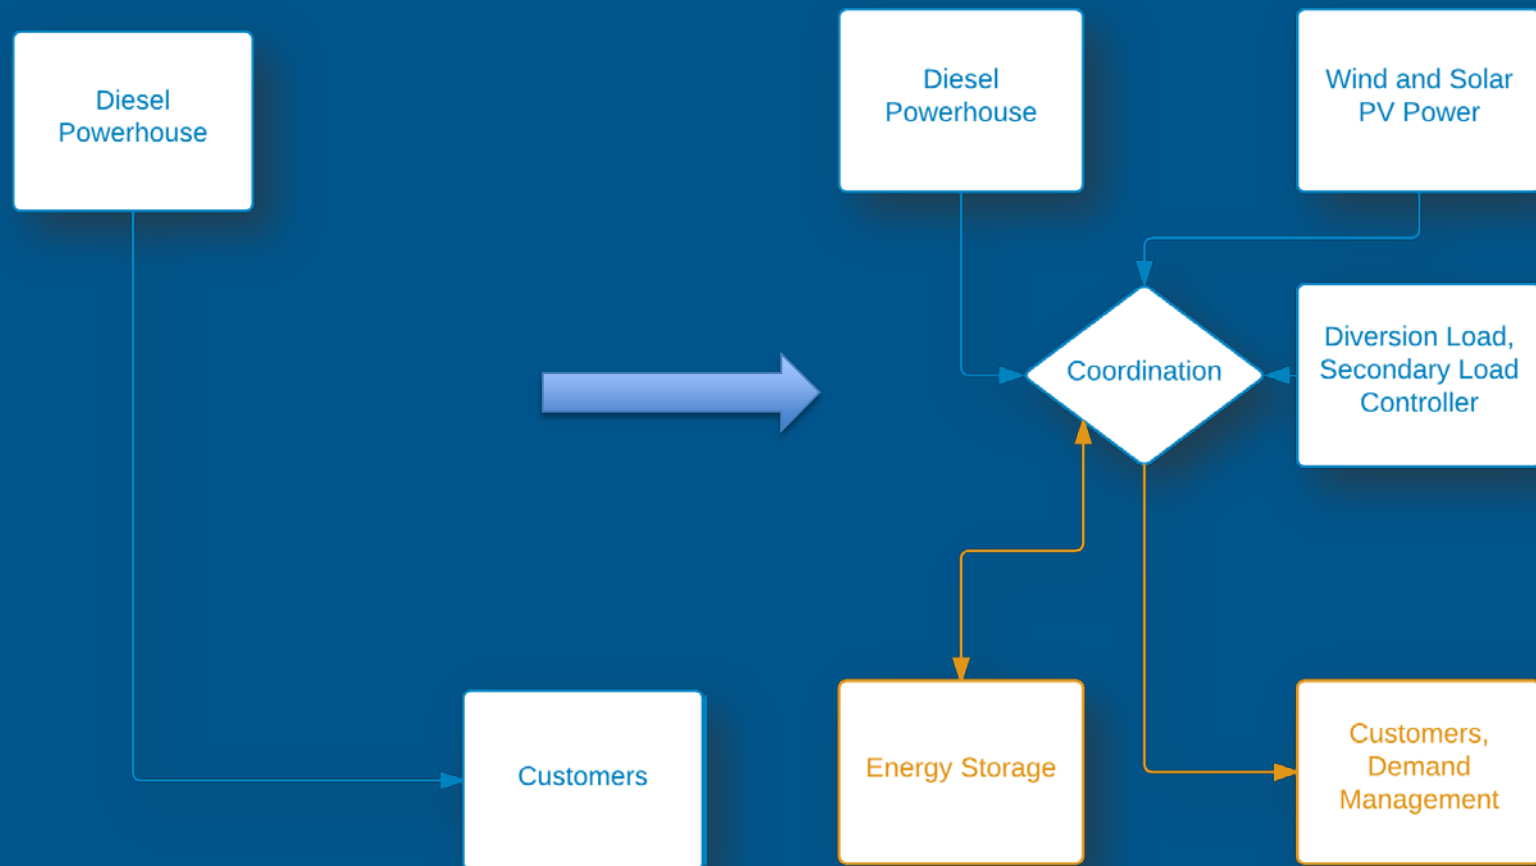 Diesel
Powerhouse
Customers
Diesel
Powerhouse
Wind and Solar
PV Power
Coordination
Diversion Load,
Secondary Load
Controller
Energy Storage
Customers,
Demand
Management